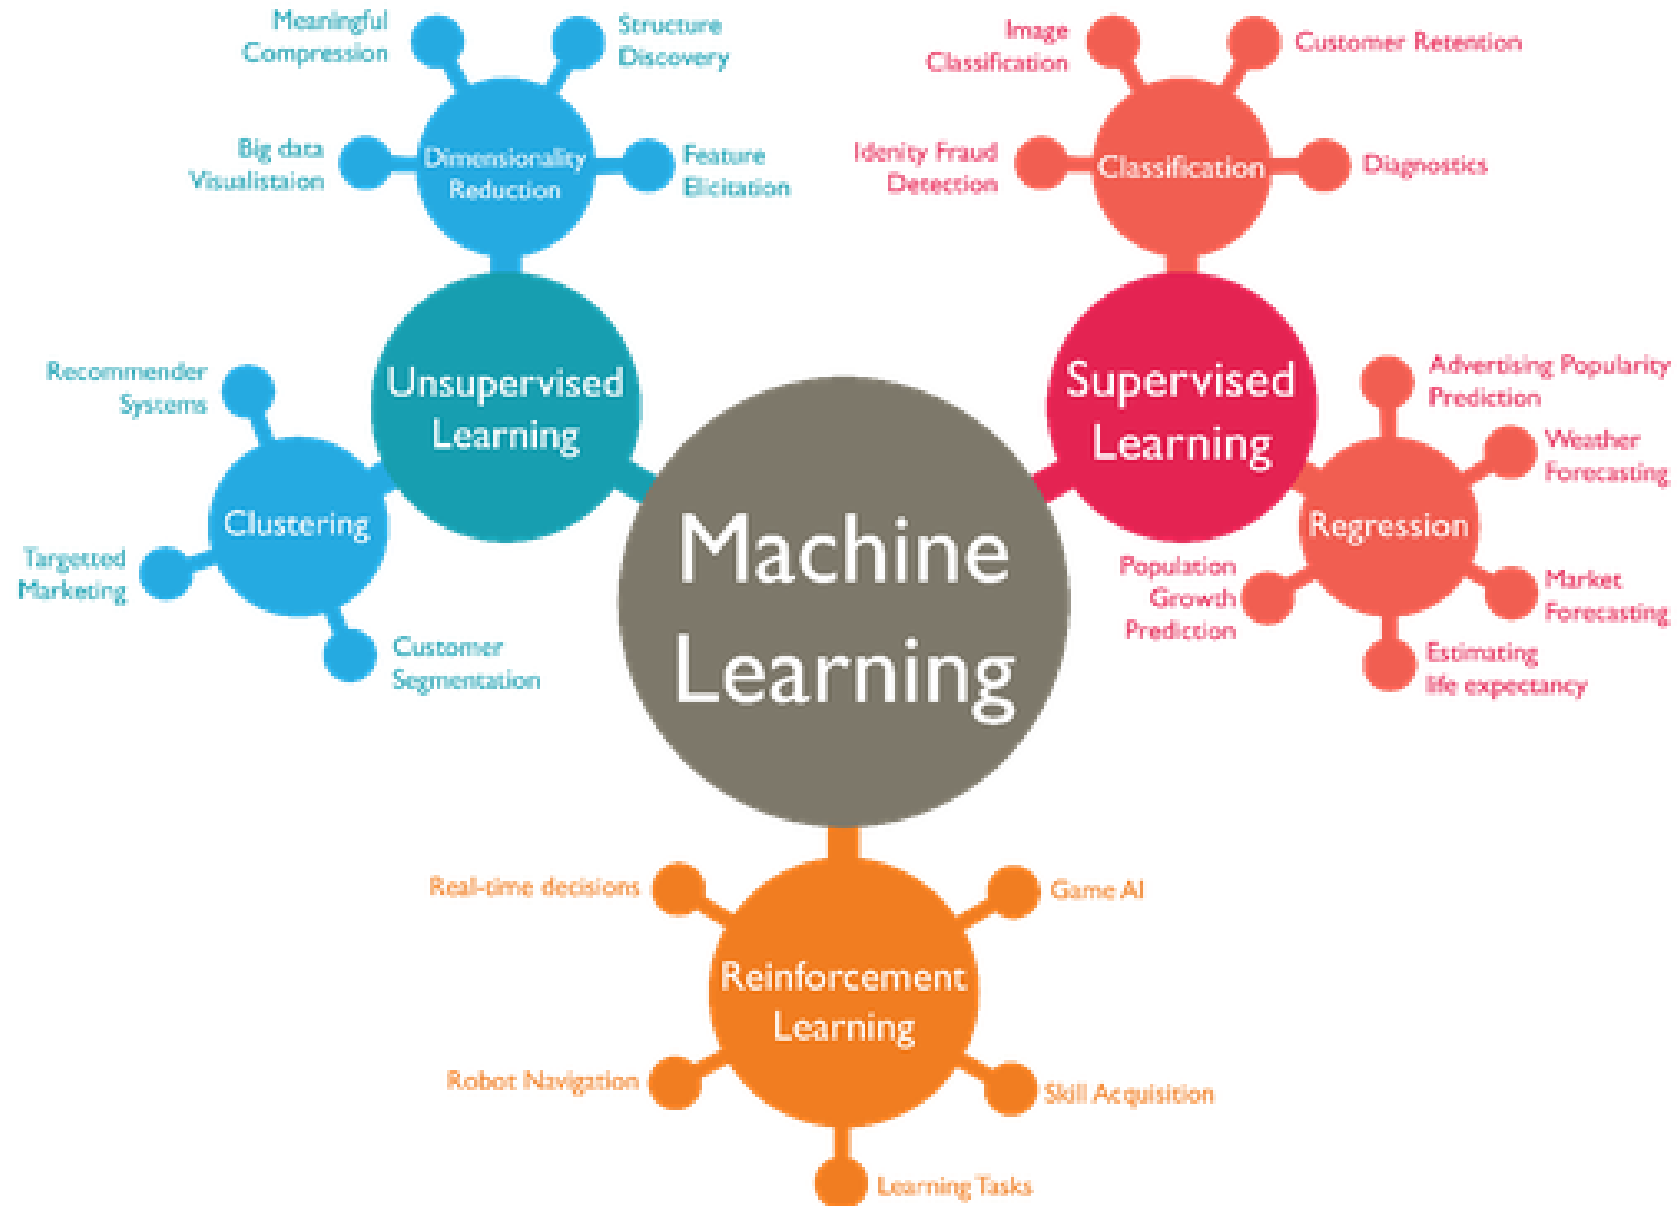 Meaningful
Compression
Structure
Discovery
Big data
Visualistaion
Dimensionality
Reduction
Feature
Elicitation
Image
Classification
Customer Retention
Idenity Fraud
Detection
Classification
Diagnostics
Unsupervised
Learning
Recommender
Systems
Clustering
Targetted
Marketing
Customer
Segmentation
Supervised
Learning
Advertising Popularity
Prediction
Weather
Forecasting
Regression
Population
Growth
Prediction
Market
Forecasting
Estimating
life expectancy
Machine
Learning
Real-time decisions
Game AI
Reinforcement
Learning
Robot Navigation
Skill Acquisition
Learning Tasks